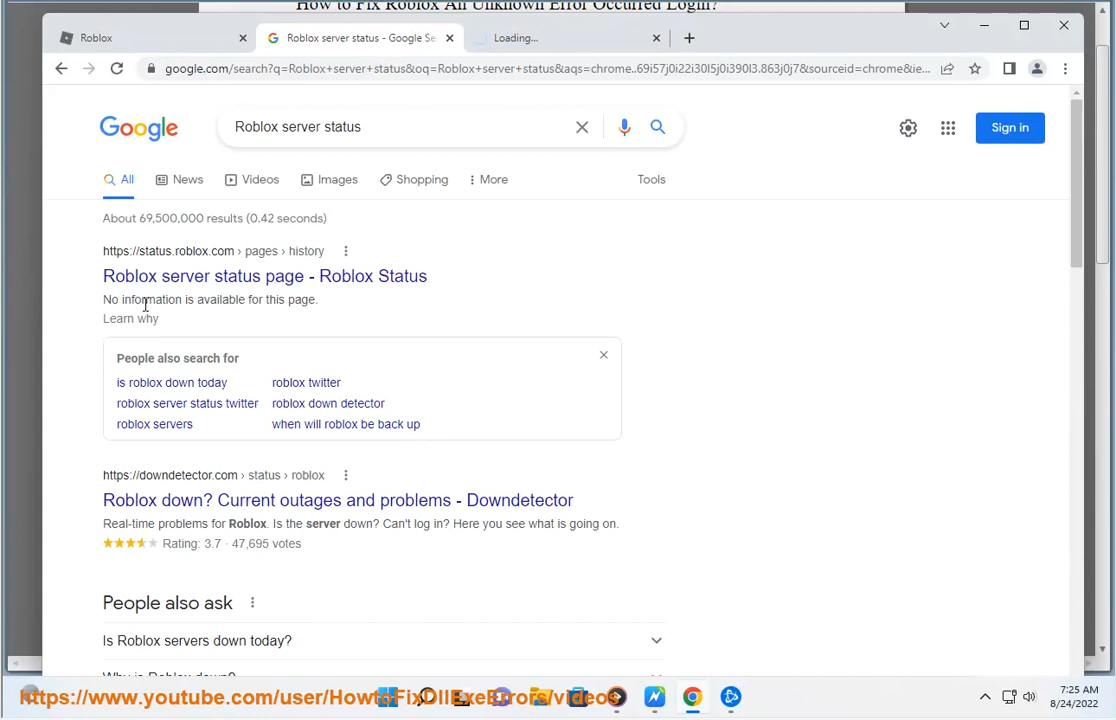 How to Fix Roblox An Unknown Error Occurred Login?
Roblox
Roblox server status - Google Se
Loading...
google.com/search?q=Roblox+server+status&oq=Roblox+server+status&aqs=chrome..69i57j0i22i30l5j0i390l3.863j0j7&sourceid=chrome&ie...
Google
Roblox server status
Sign in
All
News
Videos
Images
Shopping
More
Tools
About 69,500,000 results (0.42 seconds)
https://status.roblox.com › pages › history
Roblox server status page - Roblox Status
No information is available for this page.
Learn why
People also search for
is roblox down today
roblox twitter
roblox server status twitter
roblox down detector
roblox servers
when will roblox be back up
https://downdetector.com › status › roblox
Roblox down? Current outages and problems - Downdetector
Real-time problems for Roblox. Is the server down? Can't log in? Here you see what is going on.
Rating: 3.7 · 47,695 votes
People also ask
Is Roblox servers down today?
Why is Roblox down?
https://www.youtube.com/user/HowtoFixDllExeErrors/videos
7:25 AM
8/24/2022